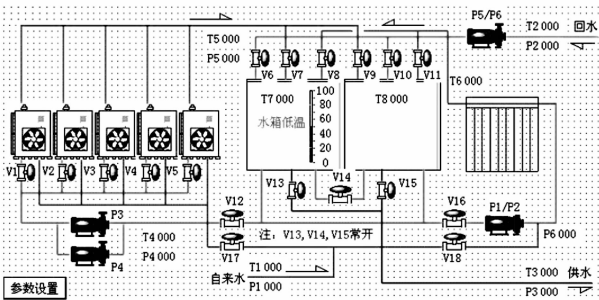 P5/P6
T2 000 回水
P2 000
T5 000
P5 000
V6 V7 V8 V9 V10 V11
T6 000
T7 000
100
80
60
40
20
0
水箱低温
T8 000
V1 V2 V3 V4 V5
V13 V14 V15
V12 V16
P3
P1/P2
T4 000
P4 000
P4
注：V13,V14,V15常开
P6 000
V17 V18
T1 000
自来水
P1 000
T3 000 供水
P3 000
参数设置